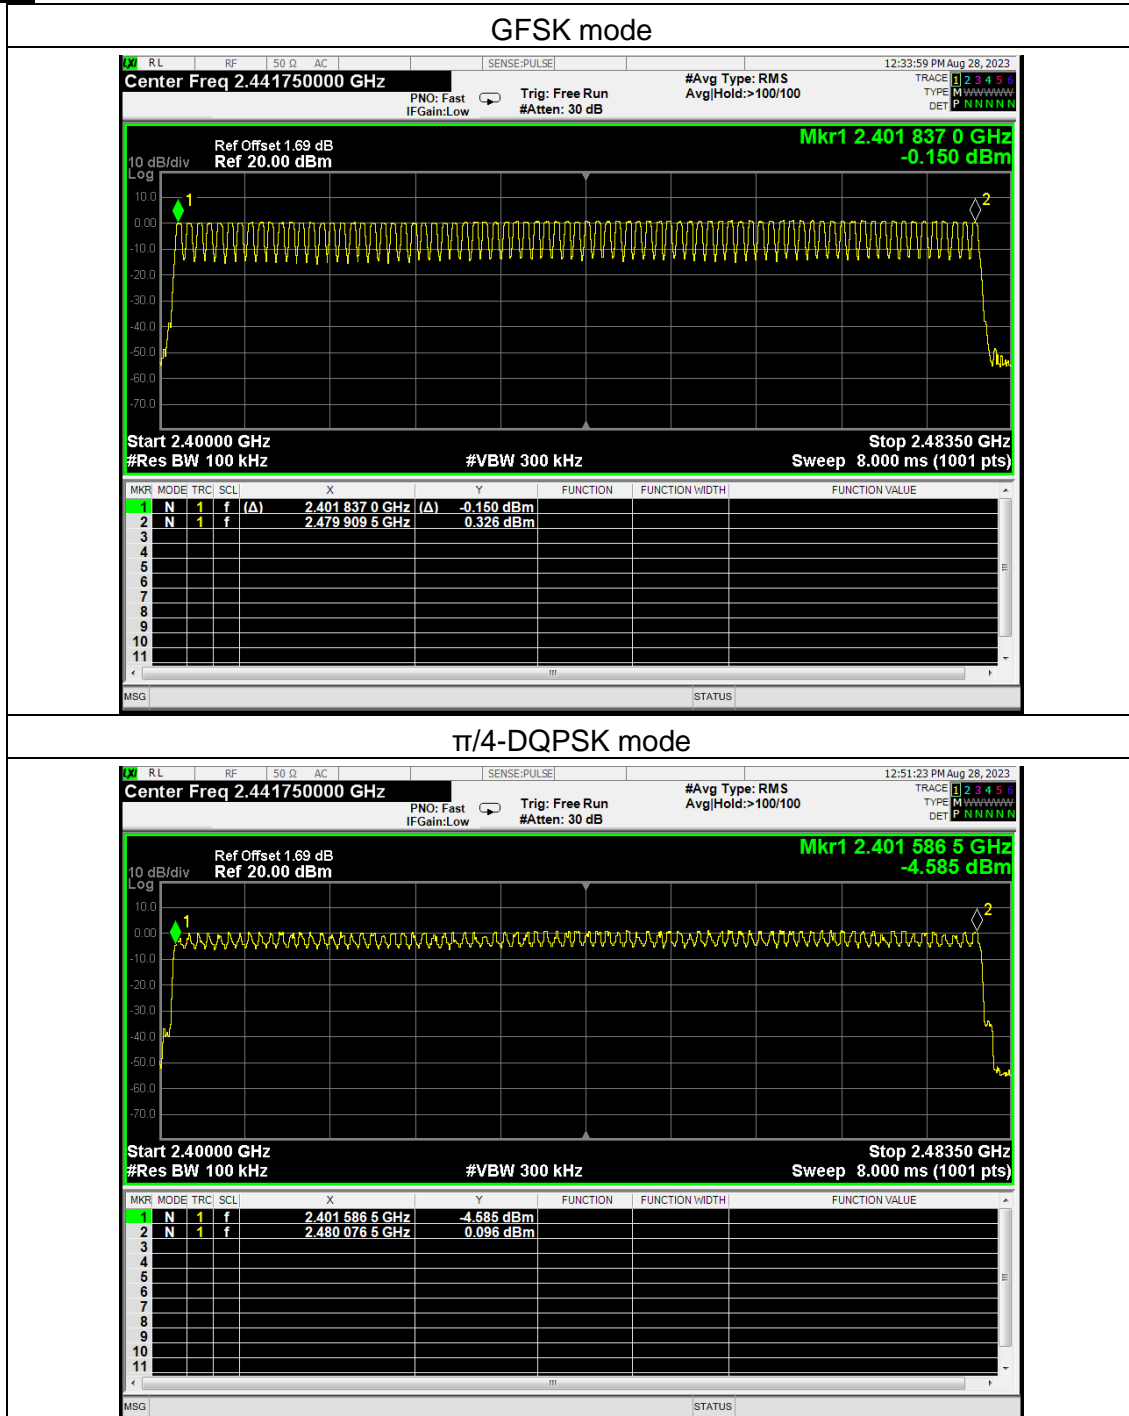 GFSK mode
LXI RL RF 50 Ω AC SENSE:PULSE 12:33:59 PM Aug 28, 2023
Center Freq 2.441750000 GHz
PNO: Fast
IFGain:Low
Trig: Free Run
#Atten: 30 dB
#Avg Type: RMS
Avg|Hold:>100/100
TRACE 1 2 3 4 5 6
TYPE M WWWWW
DET P N N N N N
Mkr1 2.401 837 0 GHz
-0.150 dBm
Ref Offset 1.69 dB
10 dB/div Ref 20.00 dBm
Log
10.0
0.00
-10.0
-20.0
-30.0
-40.0
-50.0
-60.0
-70.0
1
2
Start 2.40000 GHz Stop 2.48350 GHz
#Res BW 100 kHz #VBW 300 kHz Sweep 8.000 ms (1001 pts)
MKR MODE TRC SCL X Y FUNCTION FUNCTION WIDTH FUNCTION VALUE
1 N 1 f (Δ) 2.401 837 0 GHz (Δ) -0.150 dBm
2 N 1 f 2.479 909 5 GHz 0.326 dBm
3
4
5
6
7
8
9
10
11
MSG STATUS
π/4-DQPSK mode
LXI RL RF 50 Ω AC SENSE:PULSE 12:51:23 PM Aug 28, 2023
Center Freq 2.441750000 GHz
PNO: Fast
IFGain:Low
Trig: Free Run
#Atten: 30 dB
#Avg Type: RMS
Avg|Hold:>100/100
TRACE 1 2 3 4 5 6
TYPE M WWWWW
DET P N N N N N
Mkr1 2.401 586 5 GHz
-4.585 dBm
Ref Offset 1.69 dB
10 dB/div Ref 20.00 dBm
Log
10.0
0.00
-10.0
-20.0
-30.0
-40.0
-50.0
-60.0
-70.0
1
2
Start 2.40000 GHz Stop 2.48350 GHz
#Res BW 100 kHz #VBW 300 kHz Sweep 8.000 ms (1001 pts)
MKR MODE TRC SCL X Y FUNCTION FUNCTION WIDTH FUNCTION VALUE
1 N 1 f 2.401 586 5 GHz -4.585 dBm
2 N 1 f 2.480 076 5 GHz 0.096 dBm
3
4
5
6
7
8
9
10
11
MSG STATUS